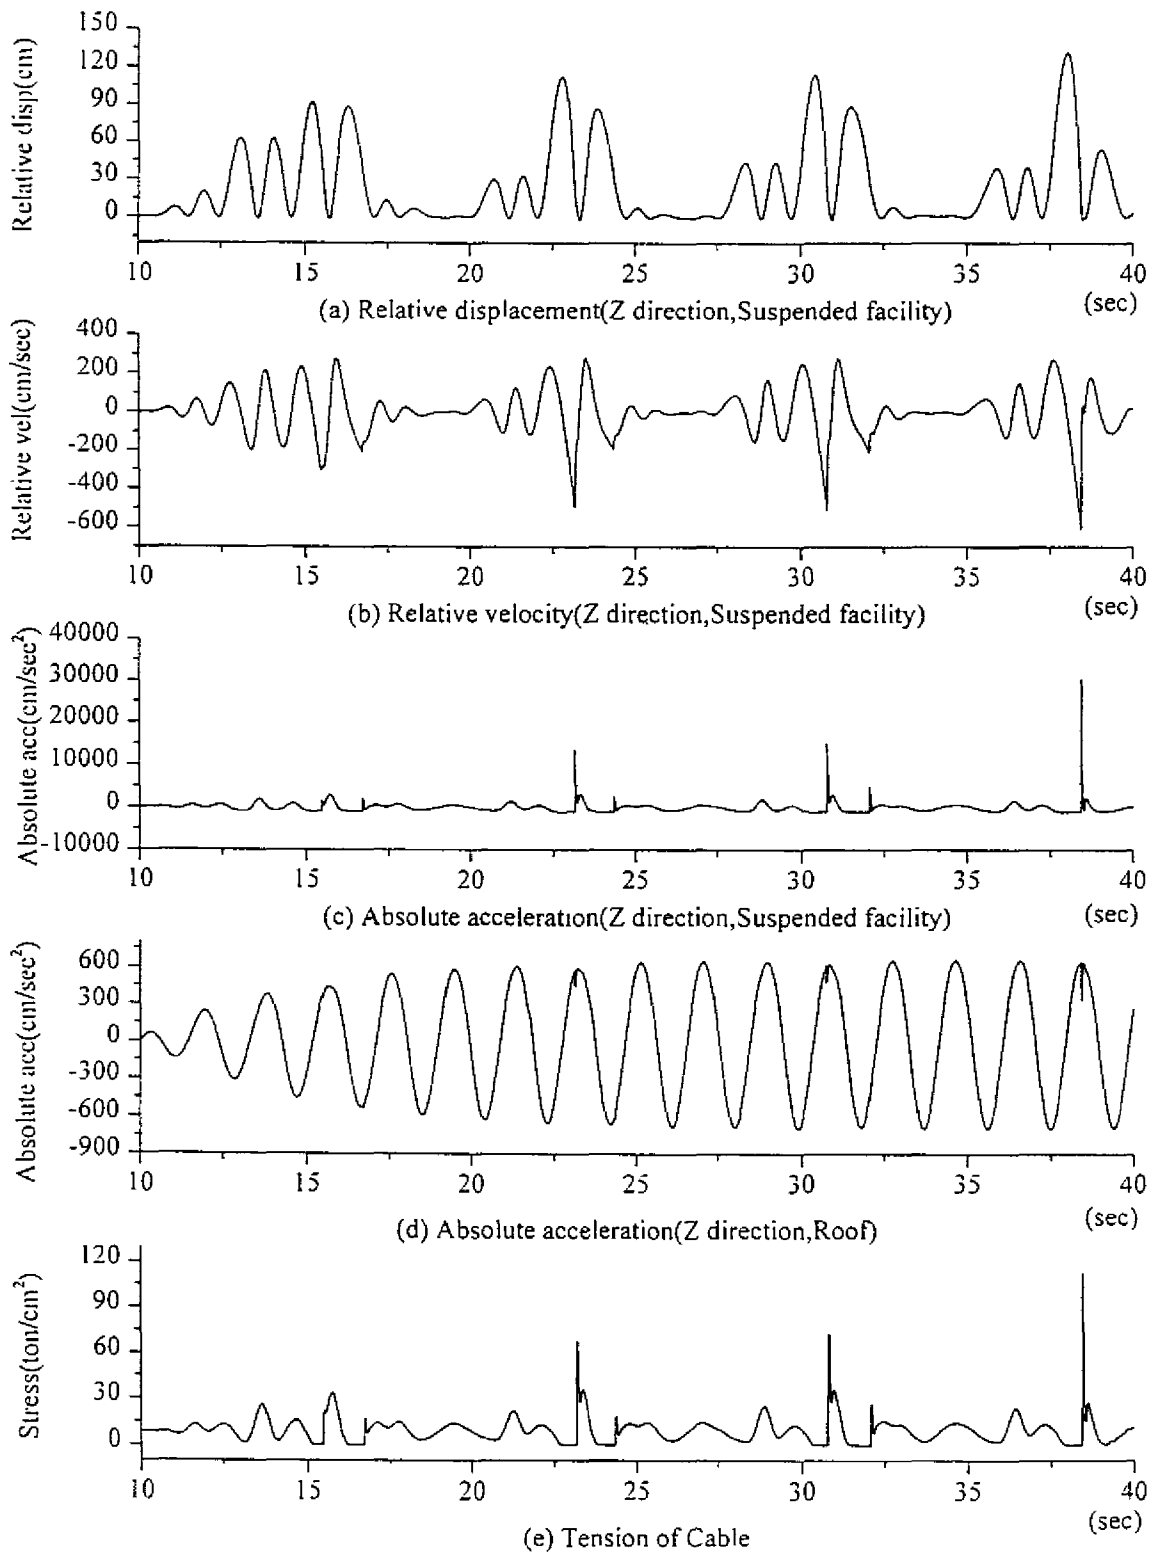 Relative disp(cm)
150
120
90
60
30
0
10 15 20 25 30 35 40
(sec)
(a) Relative displacement(Z direction,Suspended facility)
Relative vel(cm/sec)
400
200
0
-200
-400
-600
10 15 20 25 30 35 40
(sec)
(b) Relative velocity(Z direction,Suspended facility)
Absolute acc(cm/sec²)
40000
30000
20000
10000
0
-10000
10 15 20 25 30 35 40
(sec)
(c) Absolute acceleration(Z direction,Suspended facility)
Absolute acc(cm/sec²)
600
300
0
-300
-600
-900
10 15 20 25 30 35 40
(sec)
(d) Absolute acceleration(Z direction,Roof)
Stress(ton/cm²)
120
90
60
30
0
10 15 20 25 30 35 40
(sec)
(e) Tension of Cable